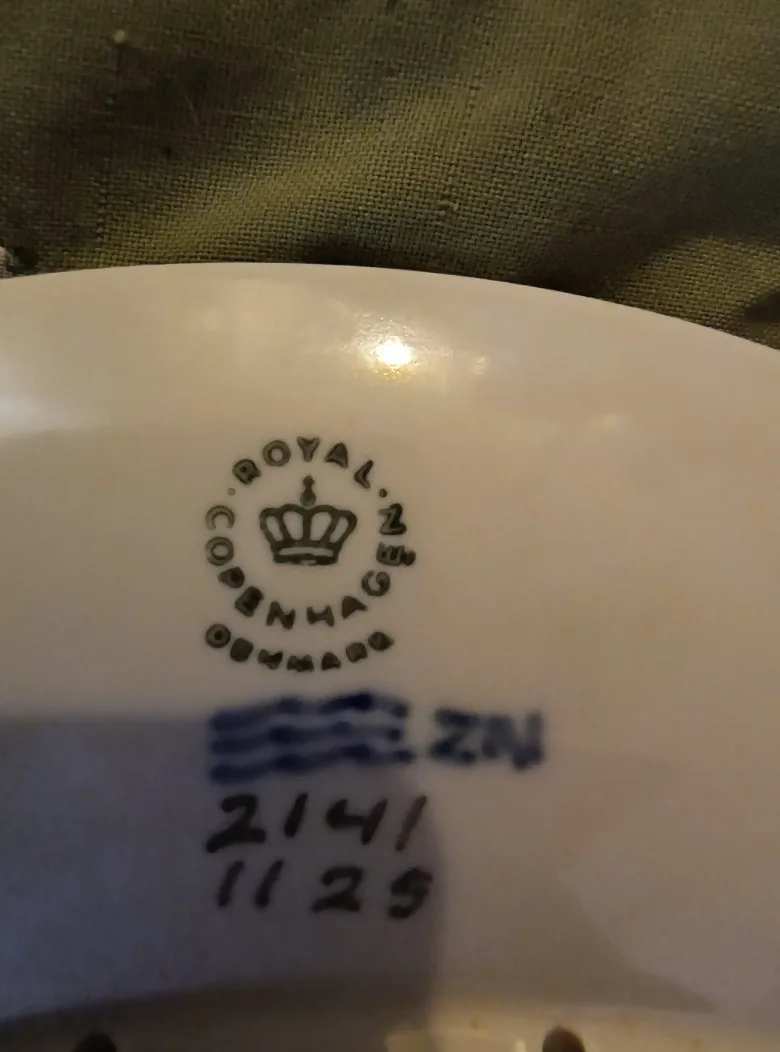 ROYAL
COPENHAGEN
DENMARK
ZN
2141
1125